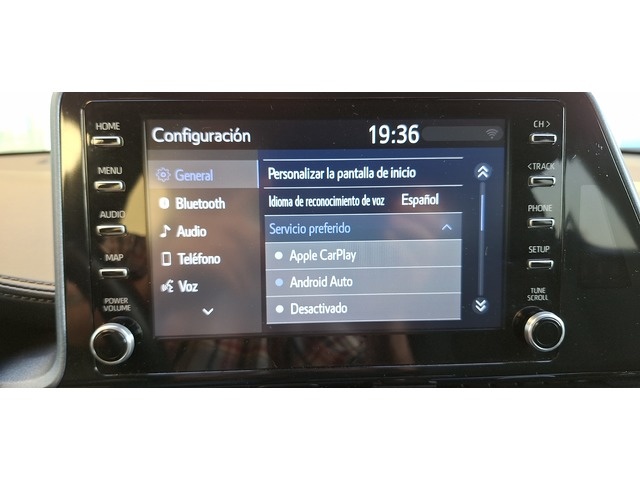 HOME
MENU
AUDIO
MAP
POWER
VOLUME
Configuración
19:36
General
Bluetooth
Audio
Teléfono
Voz
Personalizar la pantalla de inicio
Idioma de reconocimiento de voz Español
Servicio preferido
Apple CarPlay
Android Auto
Desactivado
CH >
< TRACK
PHONE
SETUP
TUNE
SCROLL